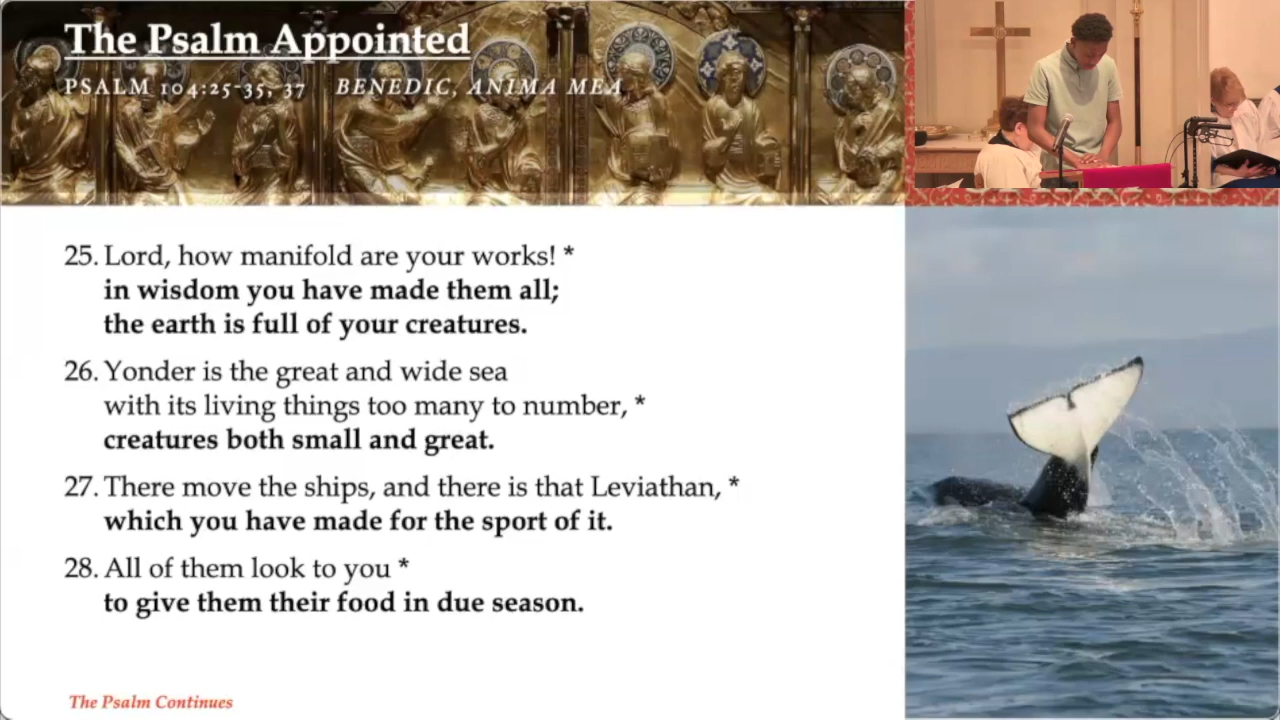 The Psalm Appointed
PSALM 104:25-35, 37 BENEDIC, ANIMA MEA
25. Lord, how manifold are your works! *
in wisdom you have made them all;
the earth is full of your creatures.
26. Yonder is the great and wide sea
with its living things too many to number, *
creatures both small and great.
27. There move the ships, and there is that Leviathan, *
which you have made for the sport of it.
28. All of them look to you *
to give them their food in due season.
The Psalm Continues